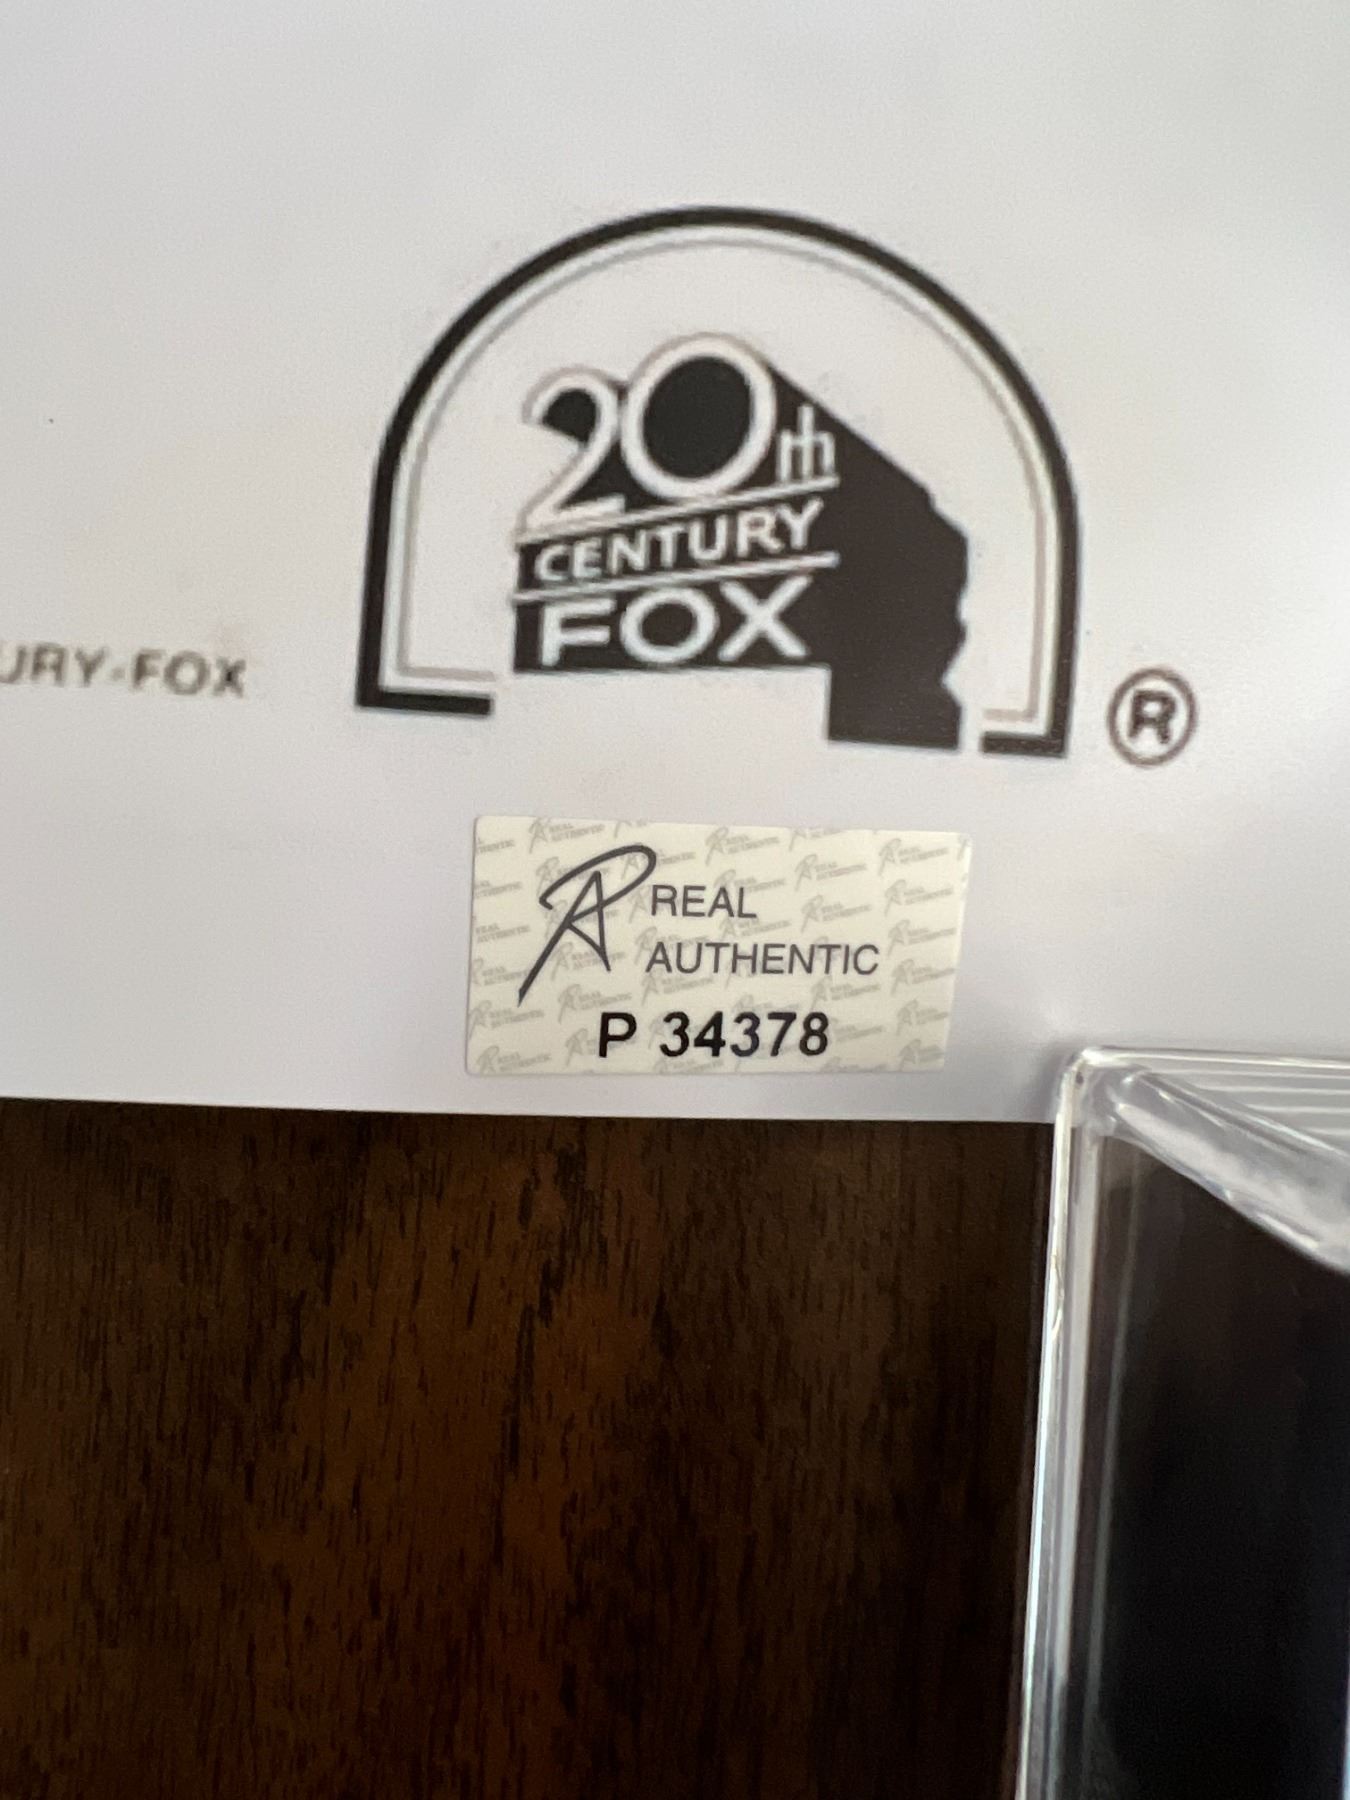 20th
CENTURY
FOX
URY-FOX
®
REAL
AUTHENTIC
P 34378